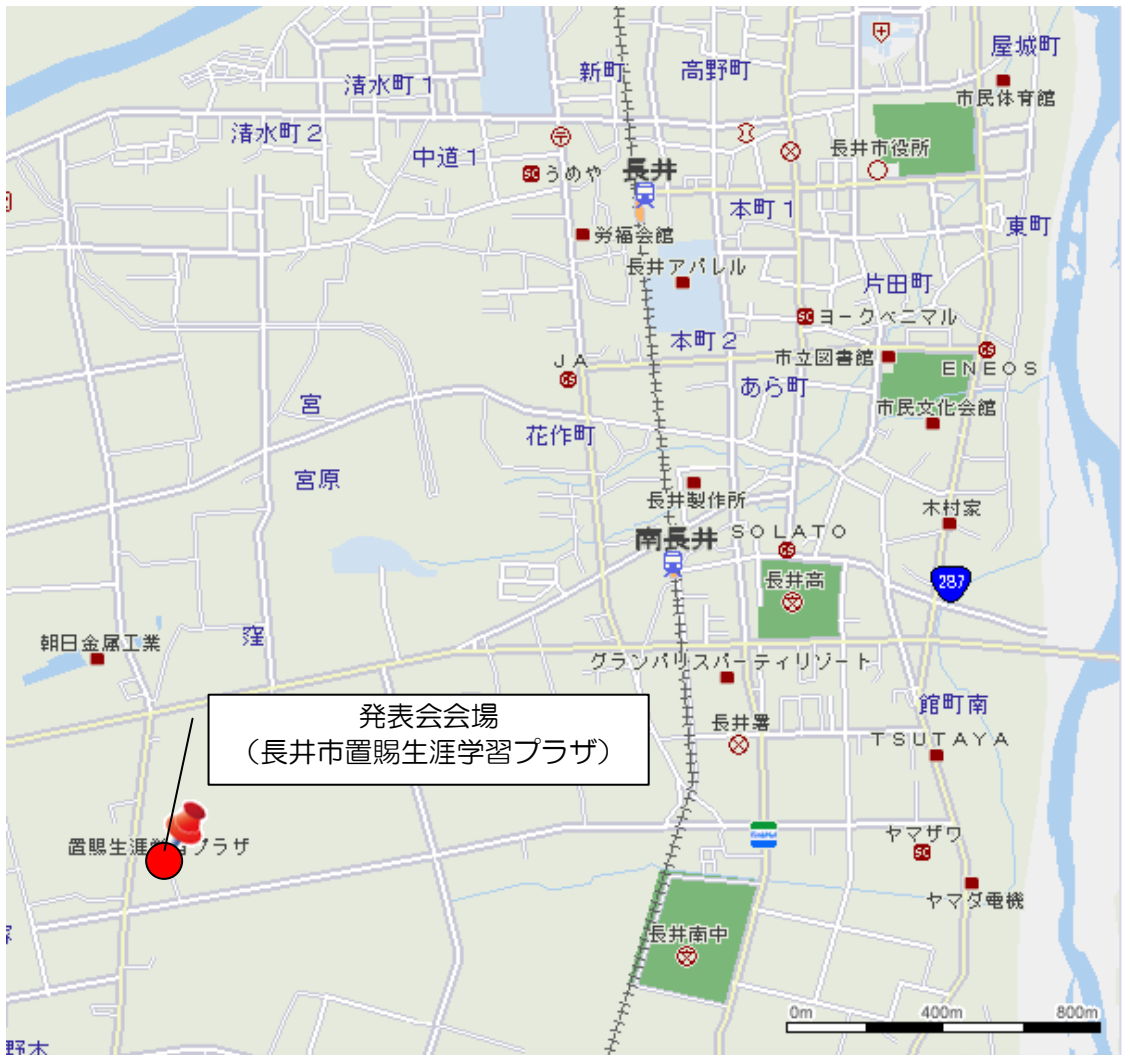 屋城町
新町
高野町
清水町1
市民体育館
清水町2
中道1
長井市役所
うめや
長井
SC
本町1
東町
労福会館
長井アパレル
片田町
SC
ヨークベニマル
本町2
市立図書館
JA
GS
ENEOS
GS
あら町
宮
市民文化会館
花作町
宮原
長井製作所
木村家
南長井
SOLATO
GS
長井高
287
窪
朝日金属工業
グランパリスパーティリゾート
館町南
発表会会場
(長井市置賜生涯学習プラザ)
長井署
TSUTAYA
ヤマザワ
SC
置賜生涯学習プラザ
ヤマダ電機
長井南中
0m
400m
800m
野木